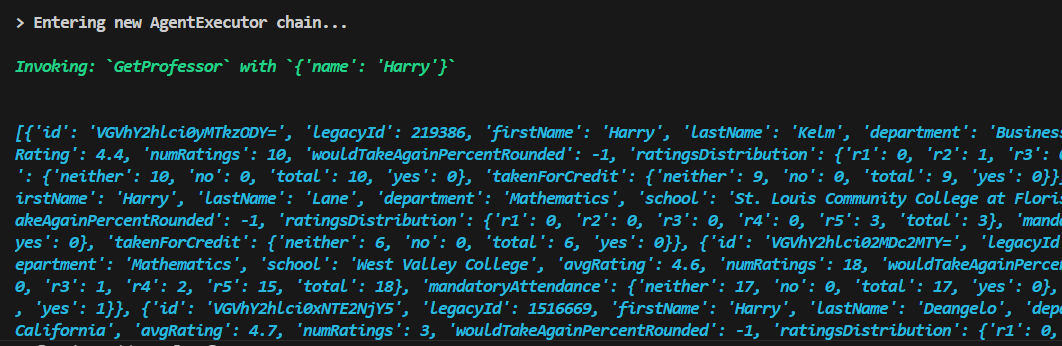 > Entering new AgentExecutor chain...
Invoking: `GetProfessor` with `{'name': 'Harry'}`
[{'id': 'VGVhY2hlci0yMTkzODY=', 'legacyId': 219386, 'firstName': 'Harry', 'lastName': 'Kelm', 'department': 'Business
Rating': 4.4, 'numRatings': 10, 'wouldTakeAgainPercentRounded': -1, 'ratingsDistribution': {'r1': 0, 'r2': 1, 'r3': 0
': {'neither': 10, 'no': 0, 'total': 10, 'yes': 0}, 'takenForCredit': {'neither': 9, 'no': 0, 'total': 9, 'yes': 0}},
irstName': 'Harry', 'lastName': 'Lane', 'department': 'Mathematics', 'school': 'St. Louis Community College at Floris
akeAgainPercentRounded': -1, 'ratingsDistribution': {'r1': 0, 'r2': 0, 'r3': 0, 'r4': 0, 'r5': 3, 'total': 3}, 'manda
yes': 0}, 'takenForCredit': {'neither': 6, 'no': 0, 'total': 6, 'yes': 0}}, {'id': 'VGVhY2hlci02MDc2MTY=', 'legacyId
epartment': 'Mathematics', 'school': 'West Valley College', 'avgRating': 4.6, 'numRatings': 18, 'wouldTakeAgainPercen
0, 'r3': 1, 'r4': 2, 'r5': 15, 'total': 18}, 'mandatoryAttendance': {'neither': 17, 'no': 0, 'total': 17, 'yes': 0},
, 'yes': 1}}, {'id': 'VGVhY2hlci0xNTE2NjY5', 'legacyId': 1516669, 'firstName': 'Harry', 'lastName': 'Deangelo', 'depa
California', 'avgRating': 4.7, 'numRatings': 3, 'wouldTakeAgainPercentRounded': -1, 'ratingsDistribution': {'r1': 0,